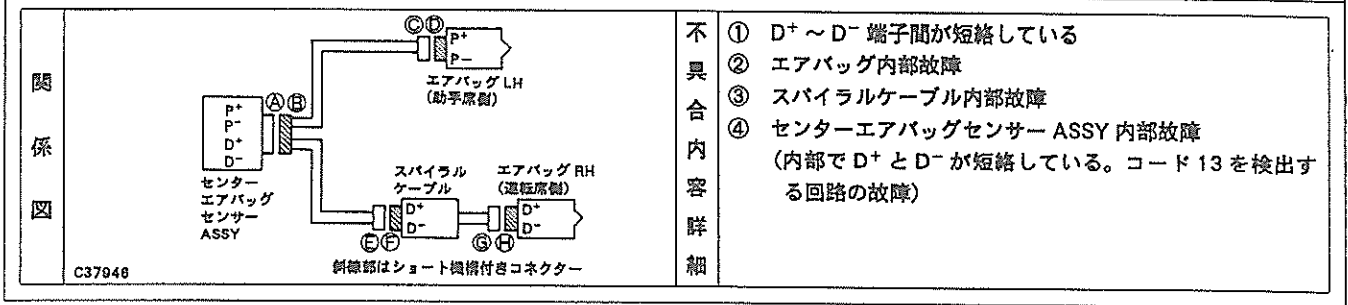 関係図
Ⓒ Ⓓ
P⁺
P−
エアバッグ LH
(助手席側)
Ⓐ Ⓑ
P⁺
P⁻
D⁺
D⁻
センター
エアバッグ
センサー
ASSY
スパイラル
ケーブル
D⁺
D⁻
Ⓔ Ⓕ
エアバッグ RH
(運転席側)
D⁺
D⁻
Ⓖ Ⓗ
C37946
斜線部はショート機構付きコネクター
不具合内容詳細
① D⁺ ~ D⁻ 端子間が短絡している
② エアバッグ内部故障
③ スパイラルケーブル内部故障
④ センターエアバッグセンサー ASSY 内部故障
(内部で D⁺ と D⁻ が短絡している。コード 13 を検出す
る回路の故障)